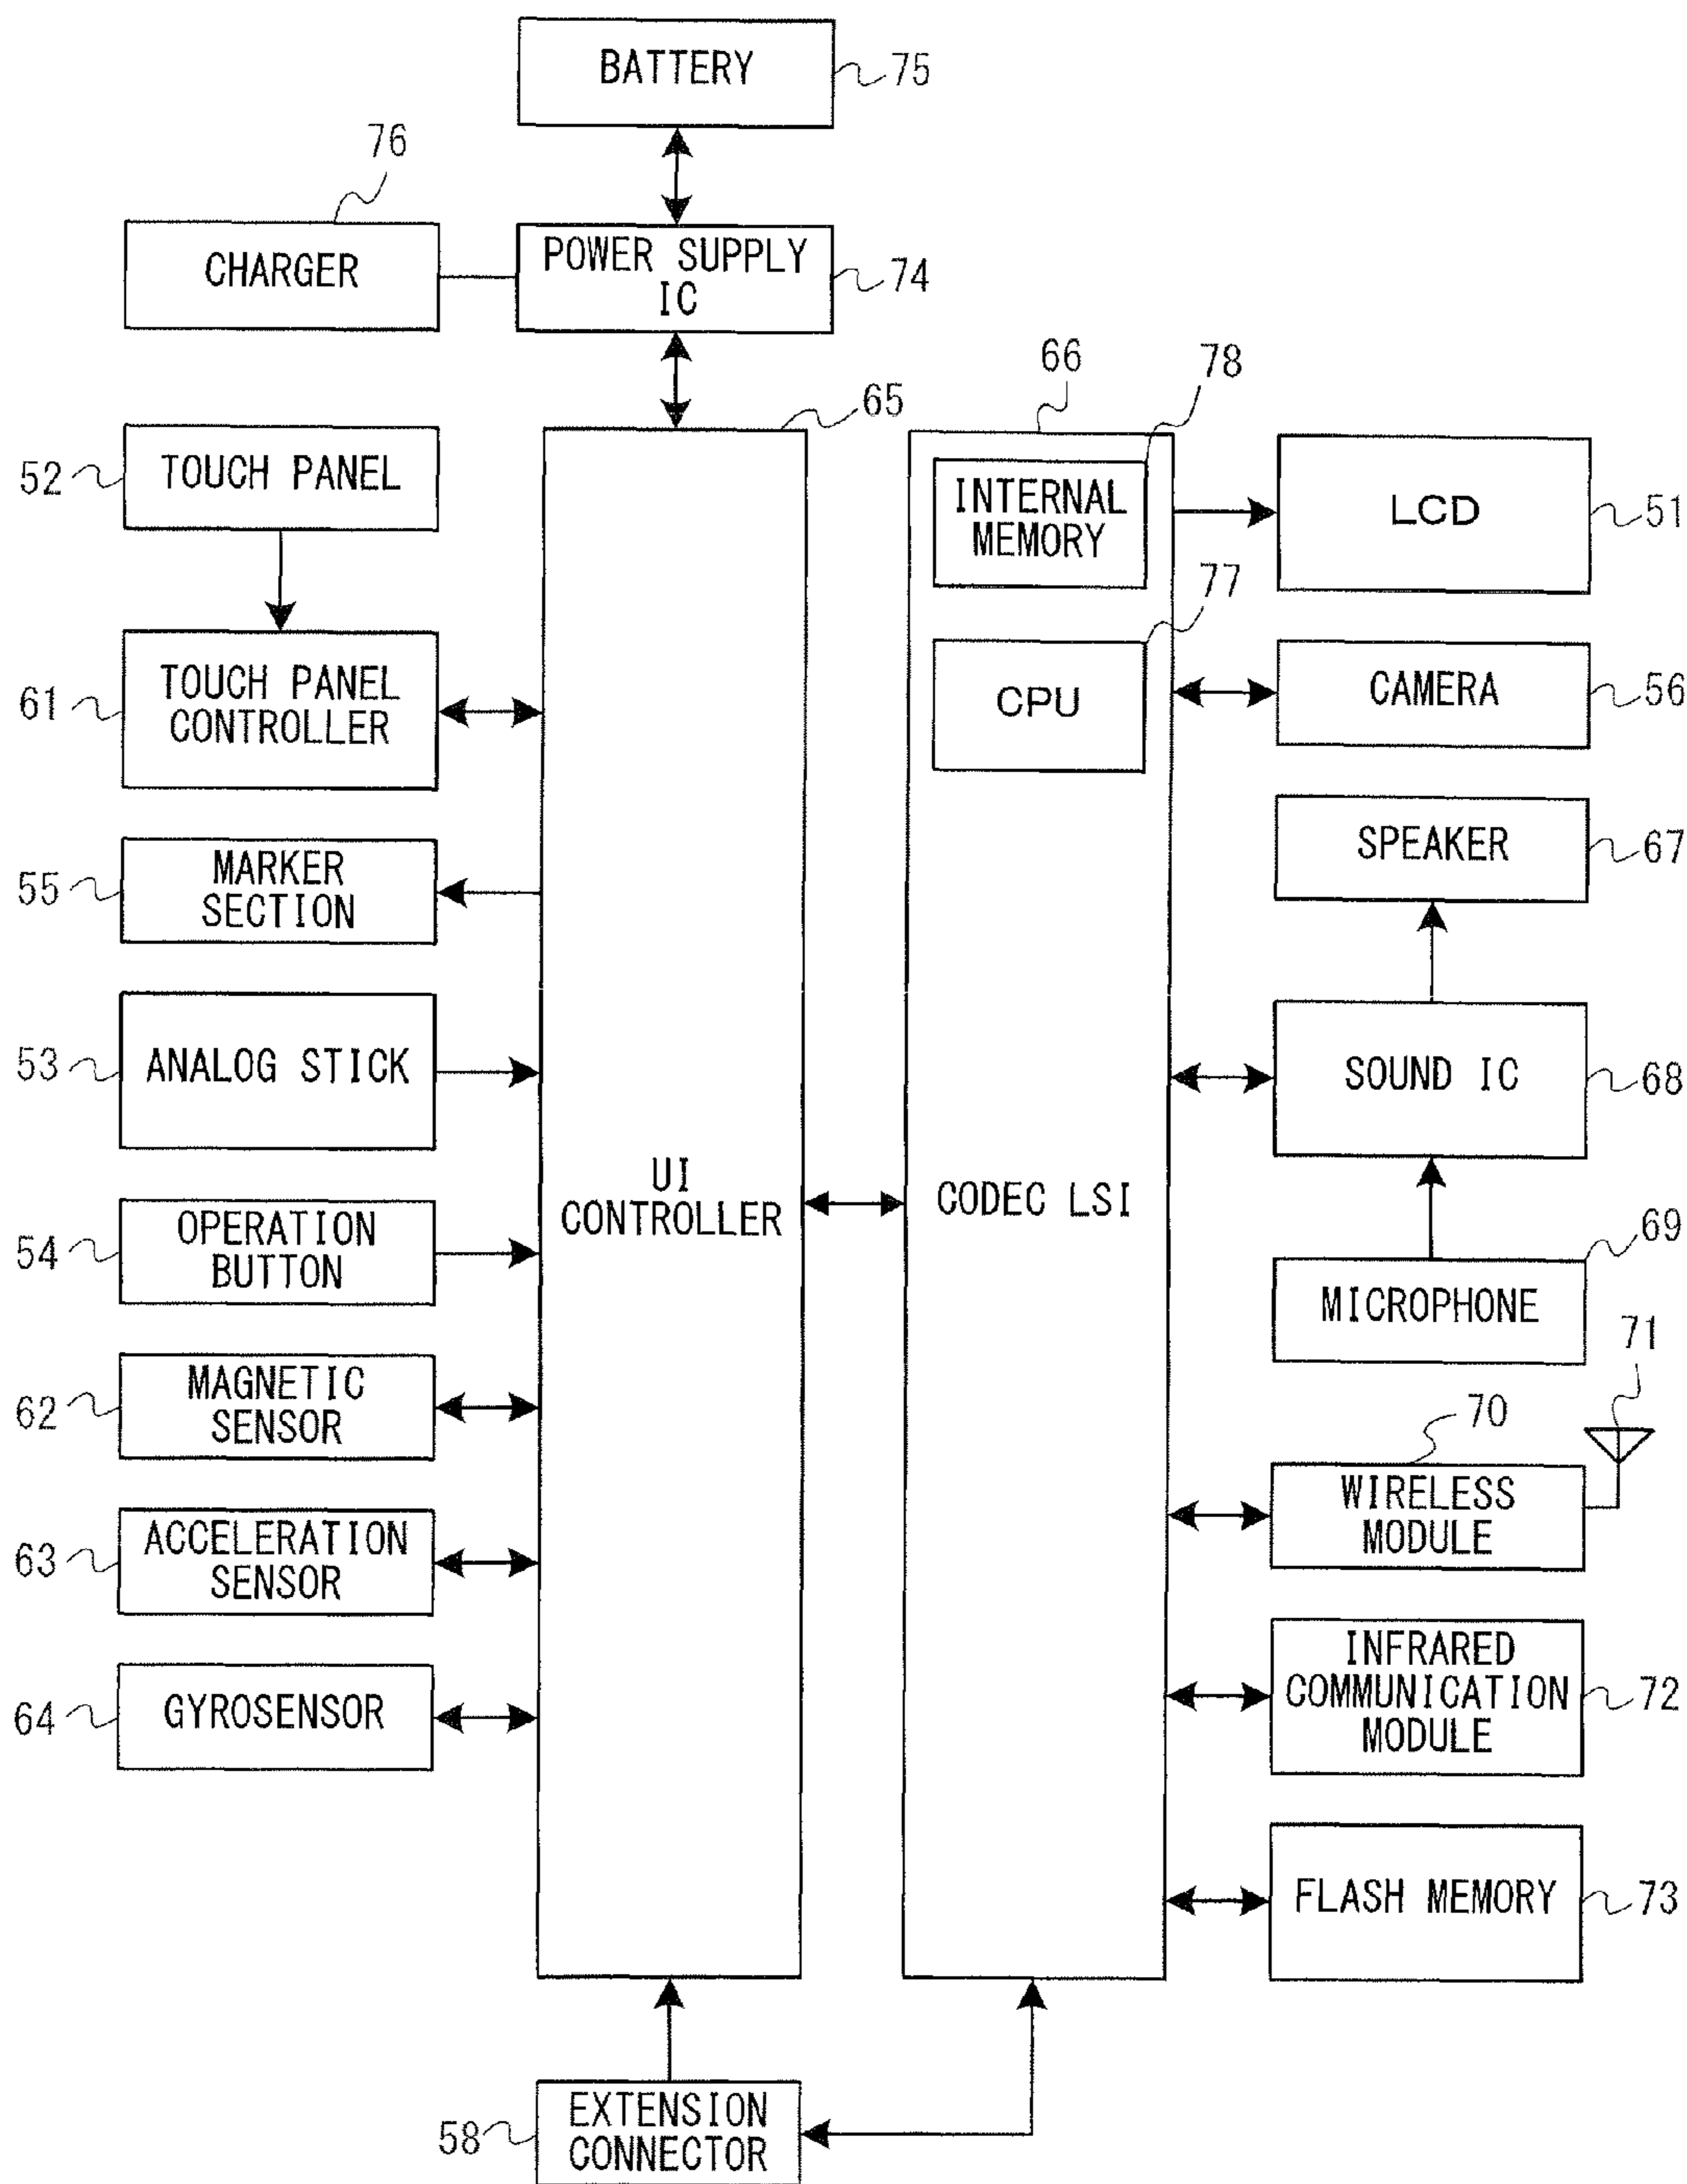 BATTERY
75
76
CHARGER
POWER SUPPLY
IC
74
65
66
78
52
TOUCH PANEL
INTERNAL
MEMORY
LCD
51
77
61
TOUCH PANEL
CONTROLLER
CPU
CAMERA
56
55
MARKER
SECTION
SPEAKER
67
53
ANALOG STICK
SOUND IC
68
UI
CONTROLLER
CODEC LSI
54
OPERATION
BUTTON
69
MICROPHONE
71
62
MAGNETIC
SENSOR
70
WIRELESS
MODULE
63
ACCELERATION
SENSOR
64
GYROSENSOR
INFRARED
COMMUNICATION
MODULE
72
FLASH MEMORY
73
58
EXTENSION
CONNECTOR